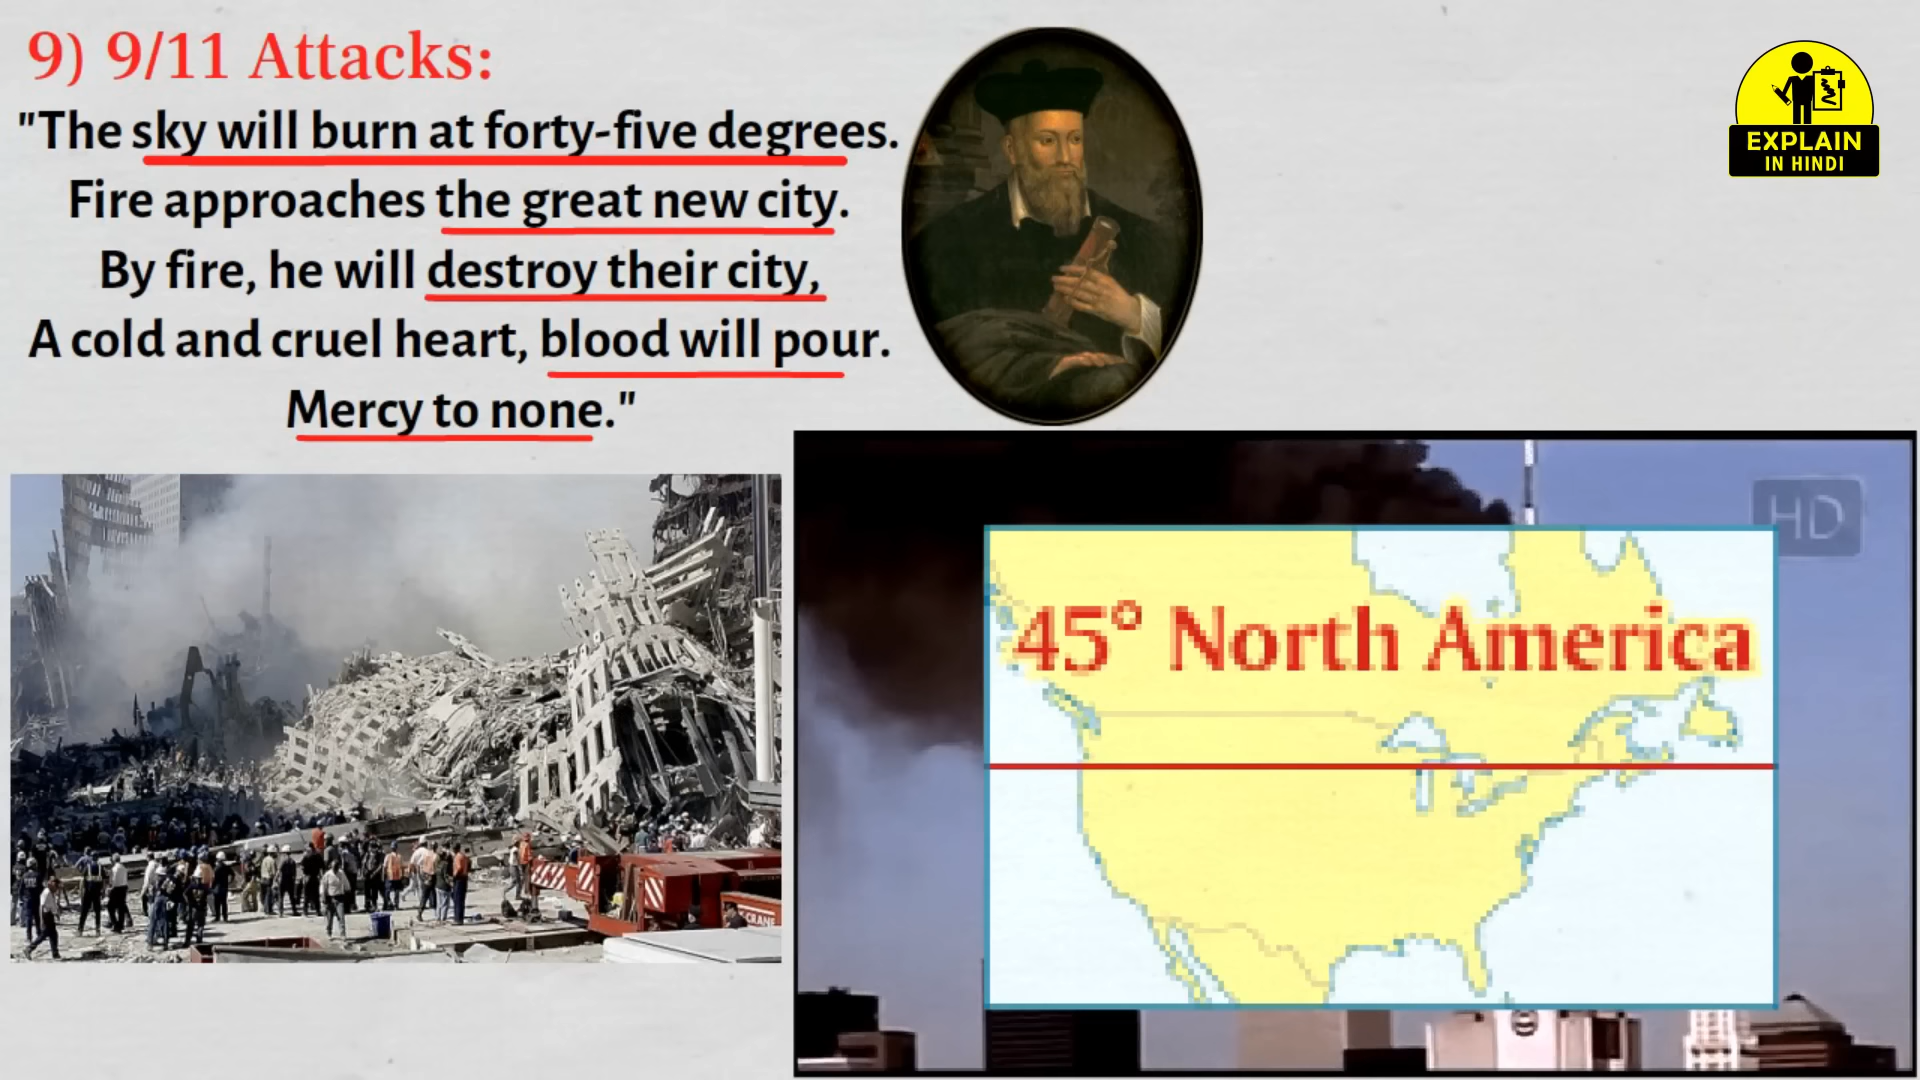 9) 9/11 Attacks:
"The sky will burn at forty-five degrees.
Fire approaches the great new city.
By fire, he will destroy their city,
A cold and cruel heart, blood will pour.
Mercy to none."
EXPLAIN
IN HINDI
HD
45° North America
CRANE